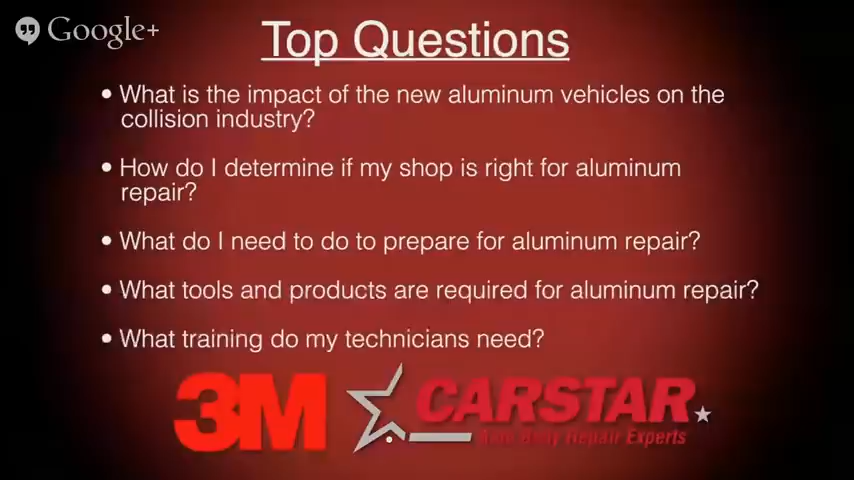 Google+
Top Questions
• What is the impact of the new aluminum vehicles on the
collision industry?
• How do I determine if my shop is right for aluminum
repair?
• What do I need to do to prepare for aluminum repair?
• What tools and products are required for aluminum repair?
• What training do my technicians need?
3M
CARSTAR
Auto Body Repair Experts